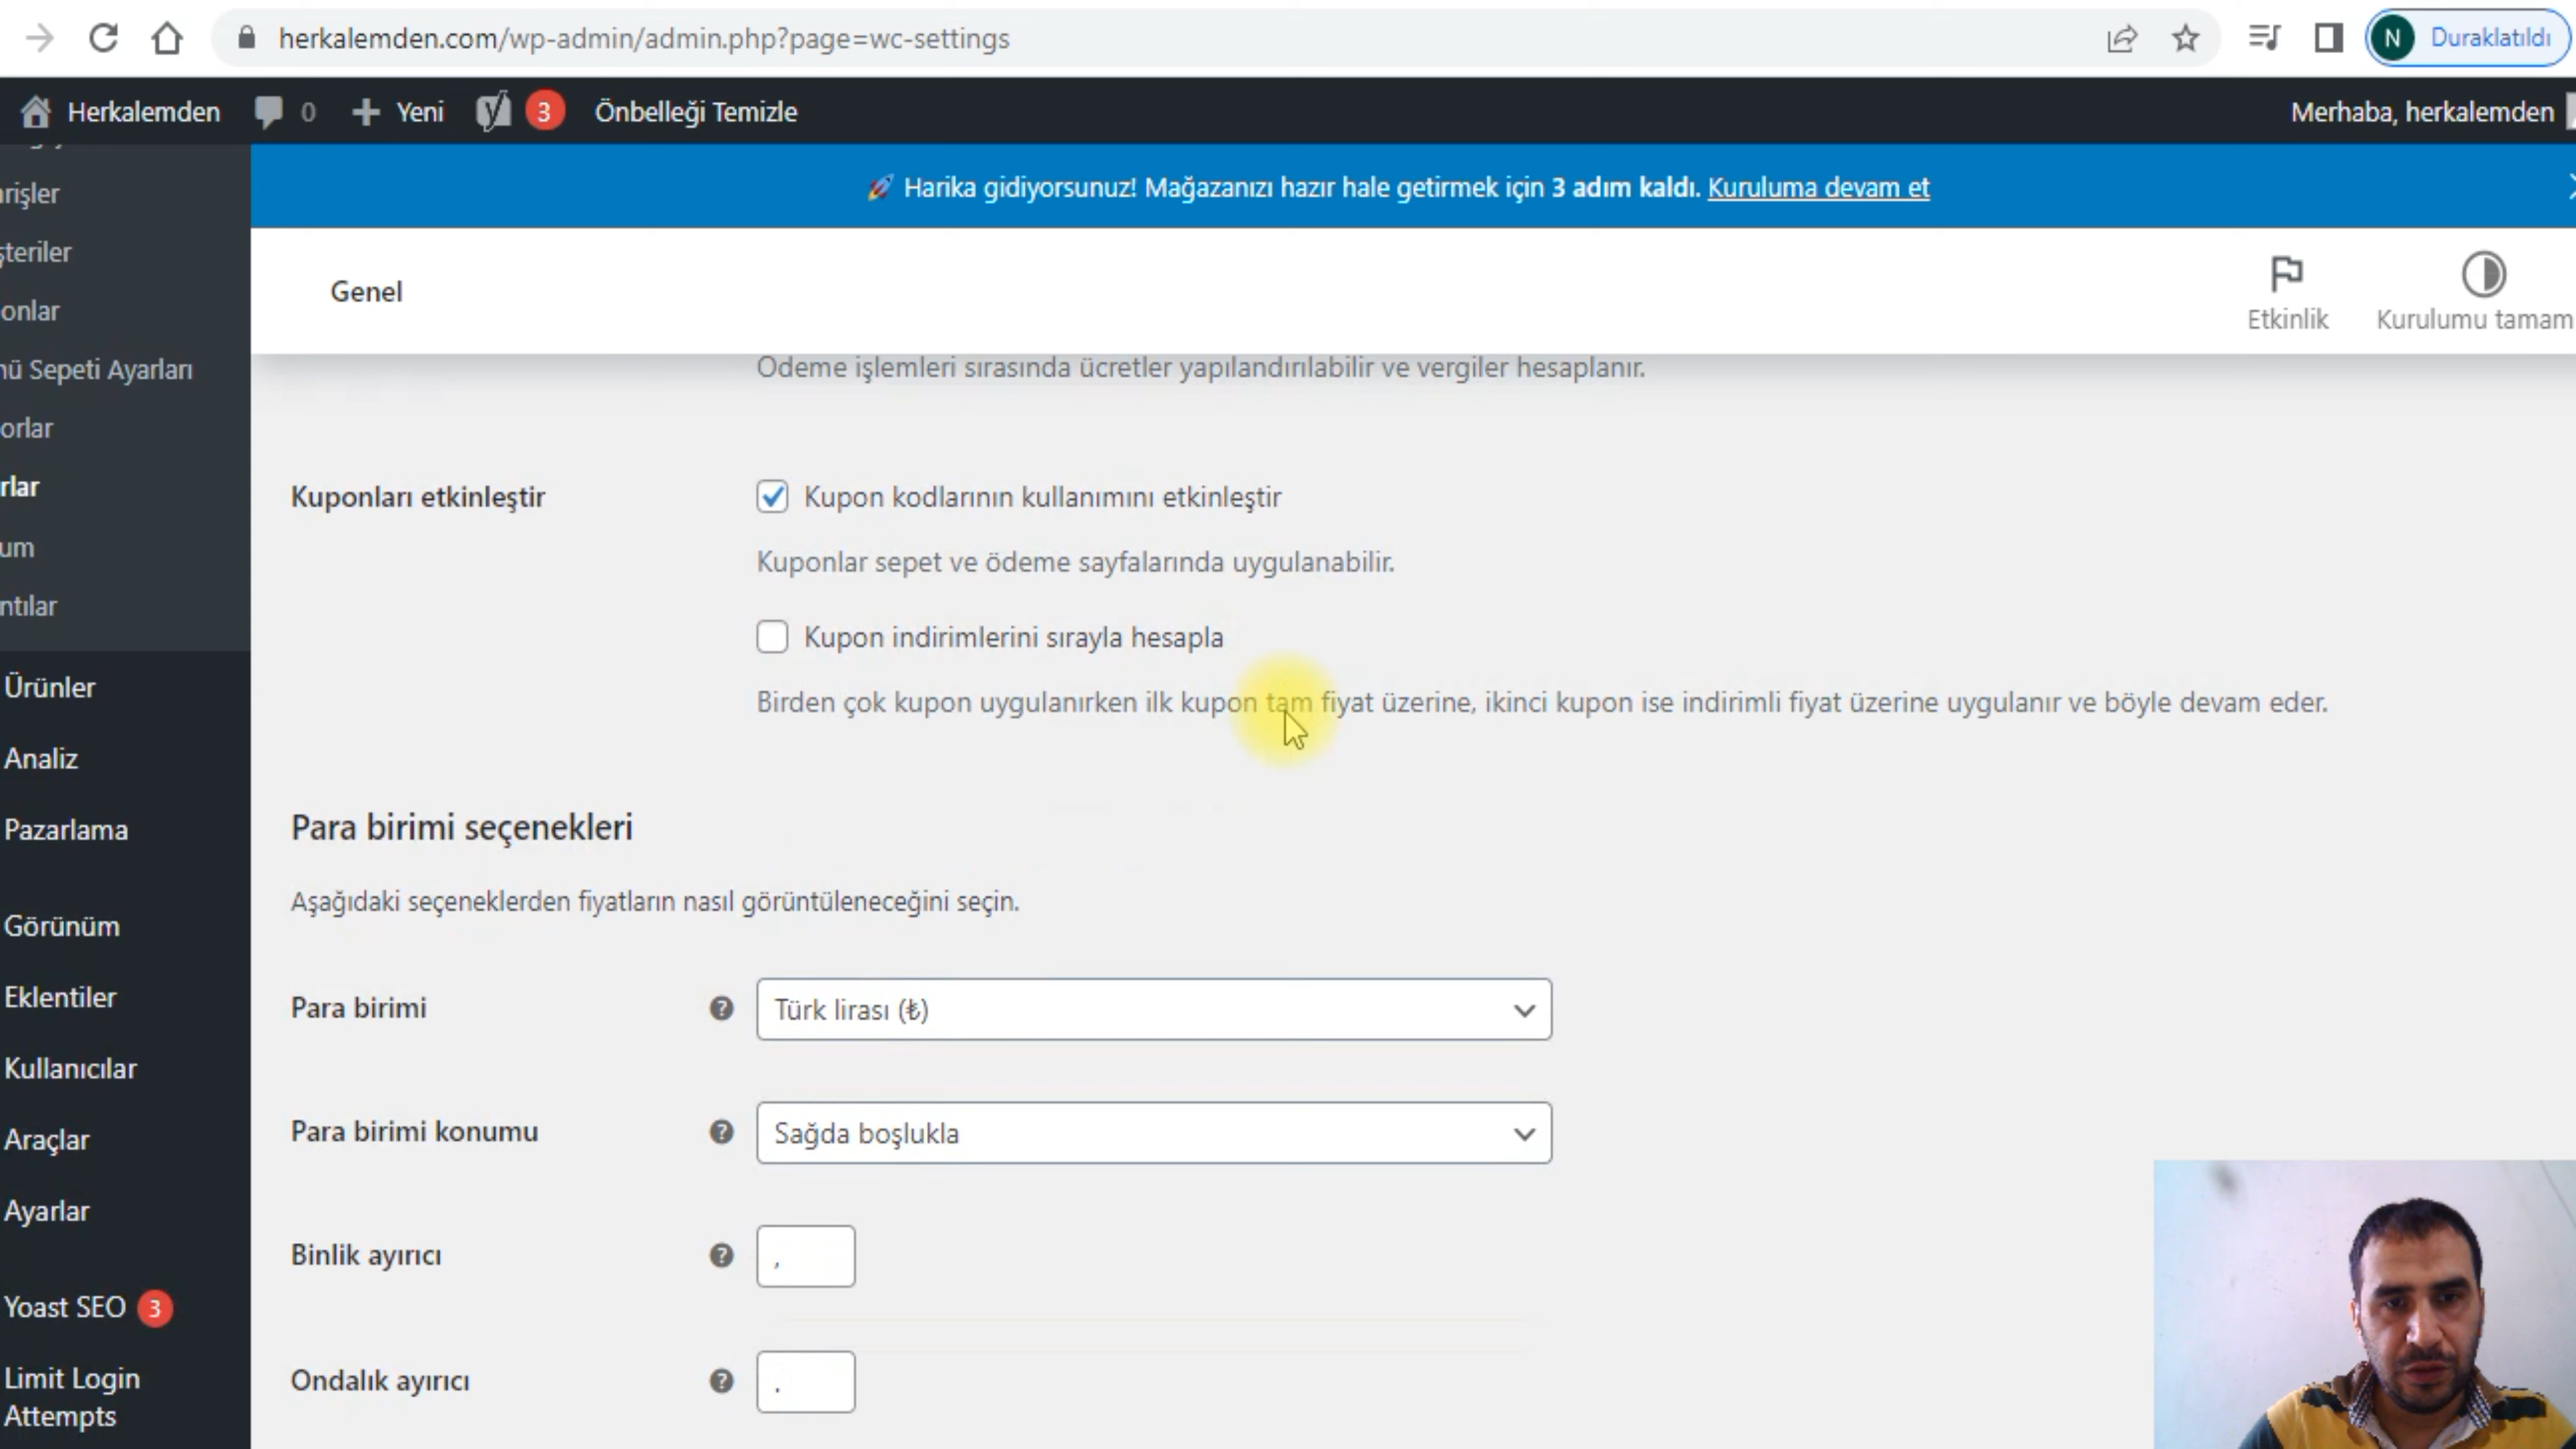 herkalemden.com/wp-admin/admin.php?page=wc-settings
N Duraklatıldı
Herkalemden 0 Yeni 3 Önbelleği Temizle
Merhaba, herkalemden
Harika gidiyorsunuz! Mağazanızı hazır hale getirmek için 3 adım kaldı. Kuruluma devam et
Genel
Etkinlik
Kurulumu tamam
arişler
şteriler
onlar
nü Sepeti Ayarları
orlar
rlar
um
ntılar
Ürünler
Analiz
Pazarlama
Görünüm
Eklentiler
Kullanıcılar
Araçlar
Ayarlar
Yoast SEO 3
Limit Login
Attempts
Ödeme işlemleri sırasında ücretler yapılandırılabilir ve vergiler hesaplanır.
Kuponları etkinleştir
Kupon kodlarının kullanımını etkinleştir
Kuponlar sepet ve ödeme sayfalarında uygulanabilir.
Kupon indirimlerini sırayla hesapla
Birden çok kupon uygulanırken ilk kupon tam fiyat üzerine, ikinci kupon ise indirimli fiyat üzerine uygulanır ve böyle devam eder.
Para birimi seçenekleri
Aşağıdaki seçeneklerden fiyatların nasıl görüntüleneceğini seçin.
Para birimi ? Türk lirası (₺)
Para birimi konumu ? Sağda boşlukla
Binlik ayırıcı ? ,
Ondalık ayırıcı ? .